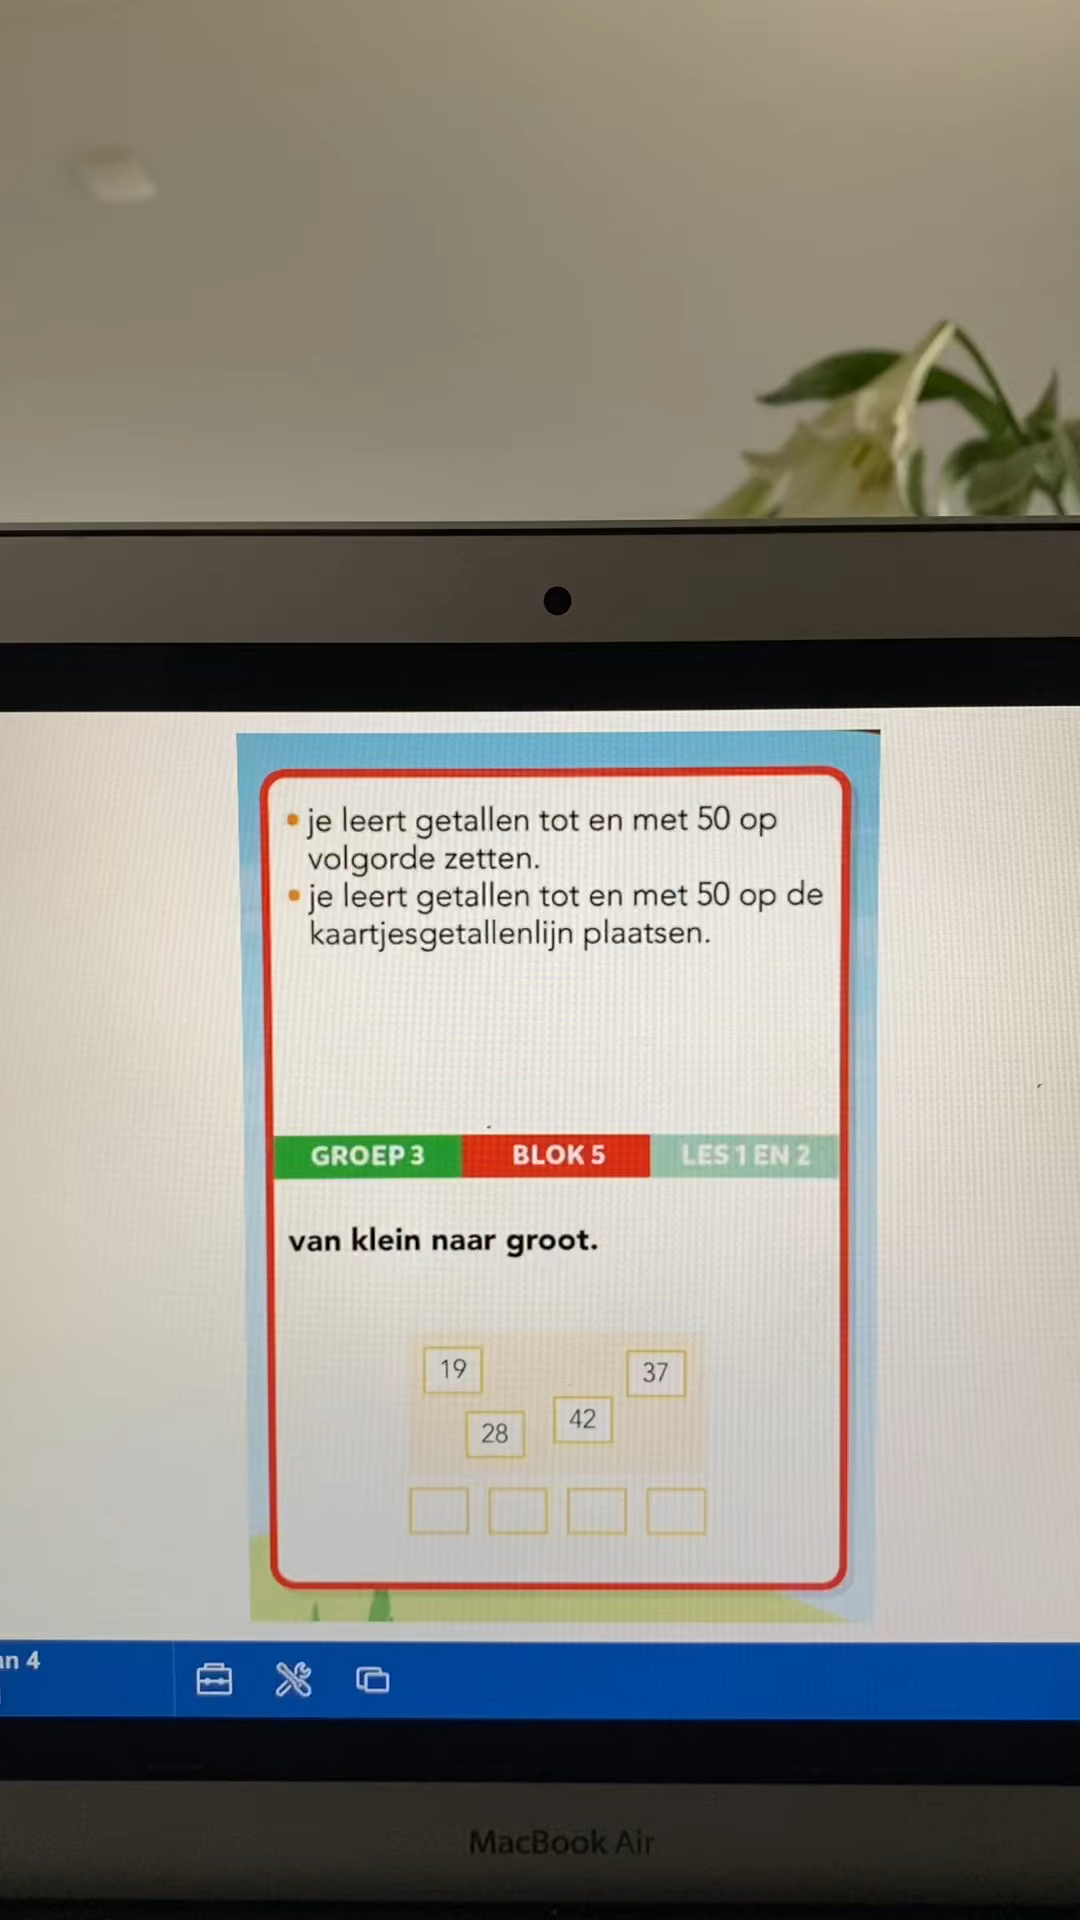 je leert getallen tot en met 50 op
volgorde zetten.
je leert getallen tot en met 50 op de
kaartjesgetallenlijn plaatsen.
GROEP 3 BLOK 5 LES 1 EN 2
van klein naar groot.
19 37
28 42
an 4
MacBook Air